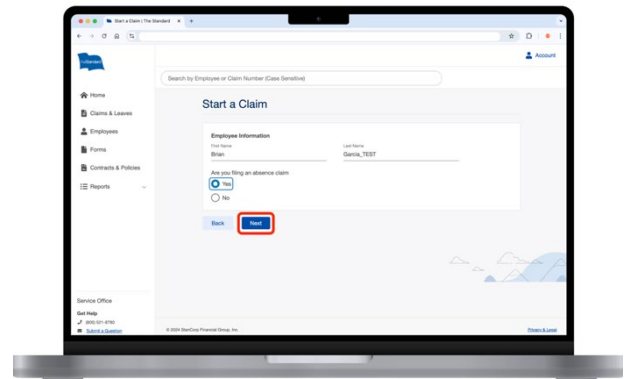 Start a Claim | The Standard
The Standard
Account
Search by Employee or Claim Number (Case Sensitive)
Home
Claims & Leaves
Employees
Forms
Contracts & Policies
Reports
Start a Claim
Employee Information
First Name
Last Name
Brian
Garcia_TEST
Are you filing an absence claim
Yes
No
Back
Next
Service Office
Get Help
Submit a Question
© 2024 StanCorp Financial Group, Inc.
Privacy & Legal